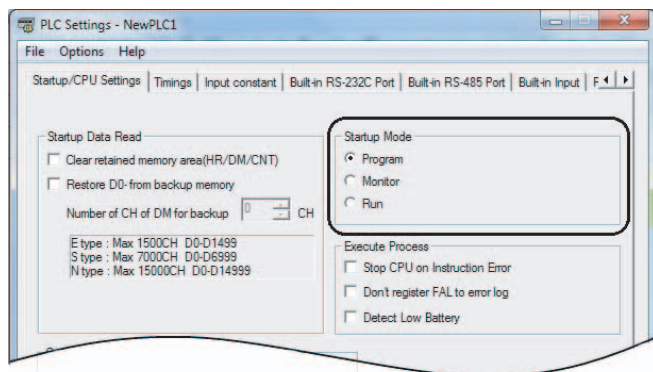 PLC Settings - NewPLC1
File Options Help
Startup/CPU Settings Timings Input constant Built-in RS-232C Port Built-in RS-485 Port Built-in Input
Startup Data Read
Clear retained memory area(HR/DM/CNT)
Restore D0- from backup memory
Number of CH of DM for backup 0 CH
E type : Max 1500CH D0-D1499
S type : Max 7000CH D0-D6999
N type : Max 15000CH D0-D14999
Startup Mode
Program
Monitor
Run
Execute Process
Stop CPU on Instruction Error
Don't register FAL to error log
Detect Low Battery